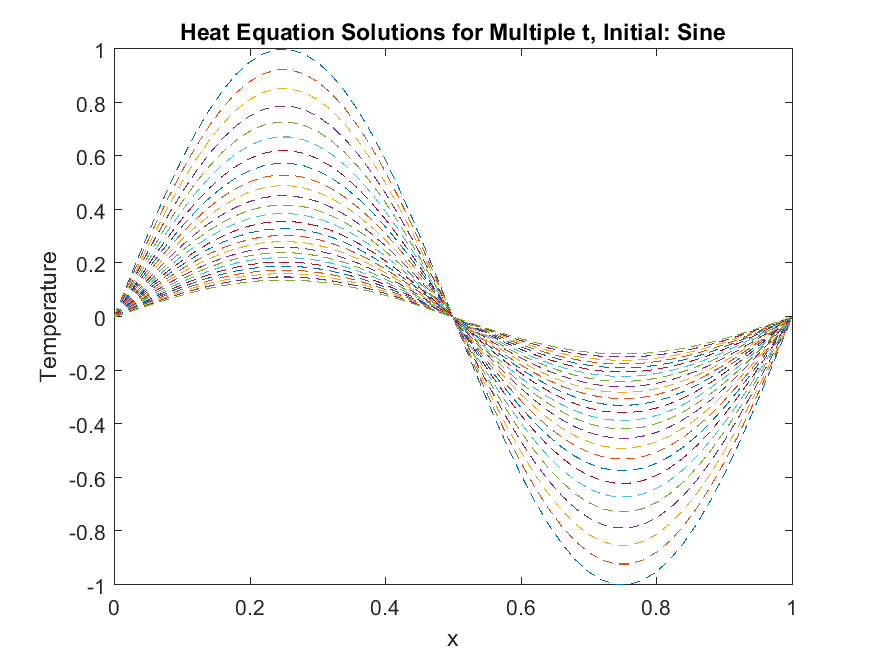 Heat Equation Solutions for Multiple t, Initial: Sine
1
0.8
0.6
0.4
0.2
0
-0.2
-0.4
-0.6
-0.8
-1
Temperature
0 0.2 0.4 0.6 0.8 1
x